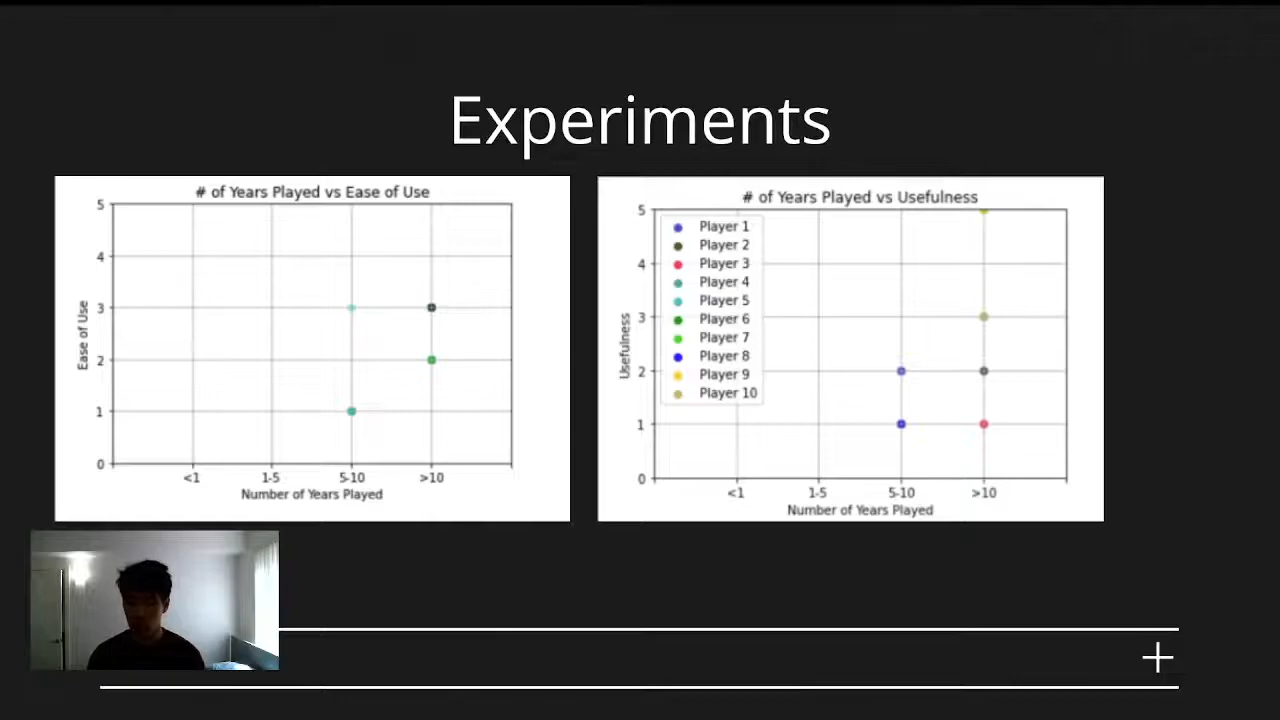 Experiments
# of Years Played vs Ease of Use
5
4
3
2
1
0
Ease of Use
<1 1-5 5-10 >10
Number of Years Played
# of Years Played vs Usefulness
5
4
3
2
1
0
Usefulness
Player 1
Player 2
Player 3
Player 4
Player 5
Player 6
Player 7
Player 8
Player 9
Player 10
<1 1-5 5-10 >10
Number of Years Played